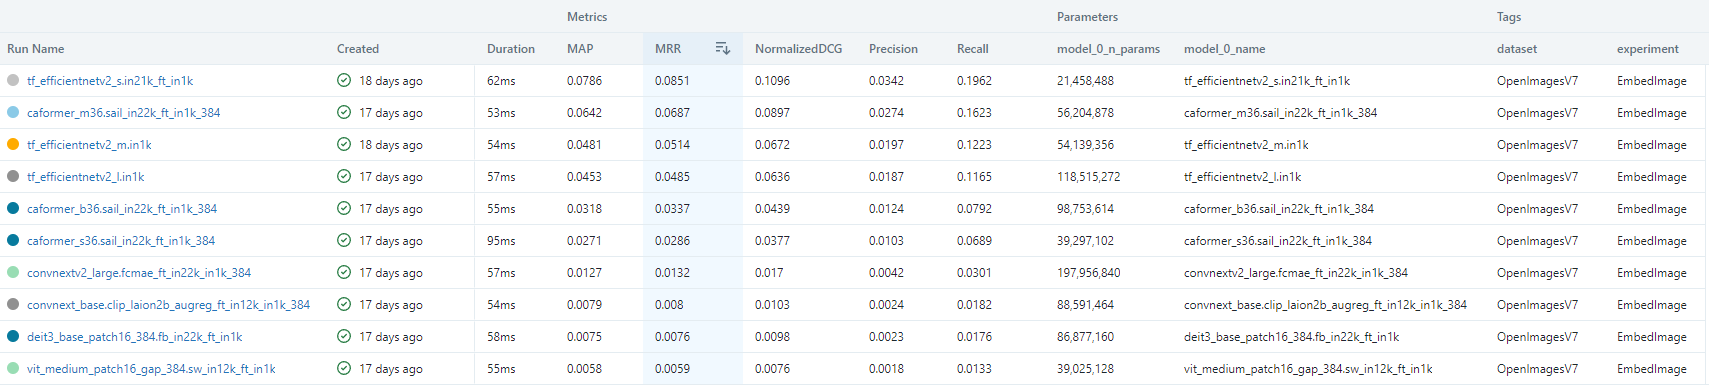 Metrics Parameters Tags
Run Name Created Duration MAP MRR NormalizedDCG Precision Recall model_0_n_params model_0_name dataset experiment
tf_efficientnetv2_s.in21k_ft_in1k 18 days ago 62ms 0.0786 0.0851 0.1096 0.0342 0.1962 21,458,488 tf_efficientnetv2_s.in21k_ft_in1k OpenImagesV7 EmbedImage
caformer_m36.sail_in22k_ft_in1k_384 17 days ago 53ms 0.0642 0.0687 0.0897 0.0274 0.1623 56,204,878 caformer_m36.sail_in22k_ft_in1k_384 OpenImagesV7 EmbedImage
tf_efficientnetv2_m.in1k 18 days ago 54ms 0.0481 0.0514 0.0672 0.0197 0.1223 54,139,356 tf_efficientnetv2_m.in1k OpenImagesV7 EmbedImage
tf_efficientnetv2_l.in1k 17 days ago 57ms 0.0453 0.0485 0.0636 0.0187 0.1165 118,515,272 tf_efficientnetv2_l.in1k OpenImagesV7 EmbedImage
caformer_b36.sail_in22k_ft_in1k_384 17 days ago 55ms 0.0318 0.0337 0.0439 0.0124 0.0792 98,753,614 caformer_b36.sail_in22k_ft_in1k_384 OpenImagesV7 EmbedImage
caformer_s36.sail_in22k_ft_in1k_384 17 days ago 95ms 0.0271 0.0286 0.0377 0.0103 0.0689 39,297,102 caformer_s36.sail_in22k_ft_in1k_384 OpenImagesV7 EmbedImage
convnextv2_large.fcmae_ft_in22k_in1k_384 17 days ago 57ms 0.0127 0.0132 0.017 0.0042 0.0301 197,956,840 convnextv2_large.fcmae_ft_in22k_in1k_384 OpenImagesV7 EmbedImage
convnext_base.clip_laion2b_augreg_ft_in12k_in1k_384 17 days ago 54ms 0.0079 0.008 0.0103 0.0024 0.0182 88,591,464 convnext_base.clip_laion2b_augreg_ft_in12k_in1k_384 OpenImagesV7 EmbedImage
deit3_base_patch16_384.fb_in22k_ft_in1k 17 days ago 58ms 0.0075 0.0076 0.0098 0.0023 0.0176 86,877,160 deit3_base_patch16_384.fb_in22k_ft_in1k OpenImagesV7 EmbedImage
vit_medium_patch16_gap_384.sw_in12k_ft_in1k 17 days ago 55ms 0.0058 0.0059 0.0076 0.0018 0.0133 39,025,128 vit_medium_patch16_gap_384.sw_in12k_ft_in1k OpenImagesV7 EmbedImage